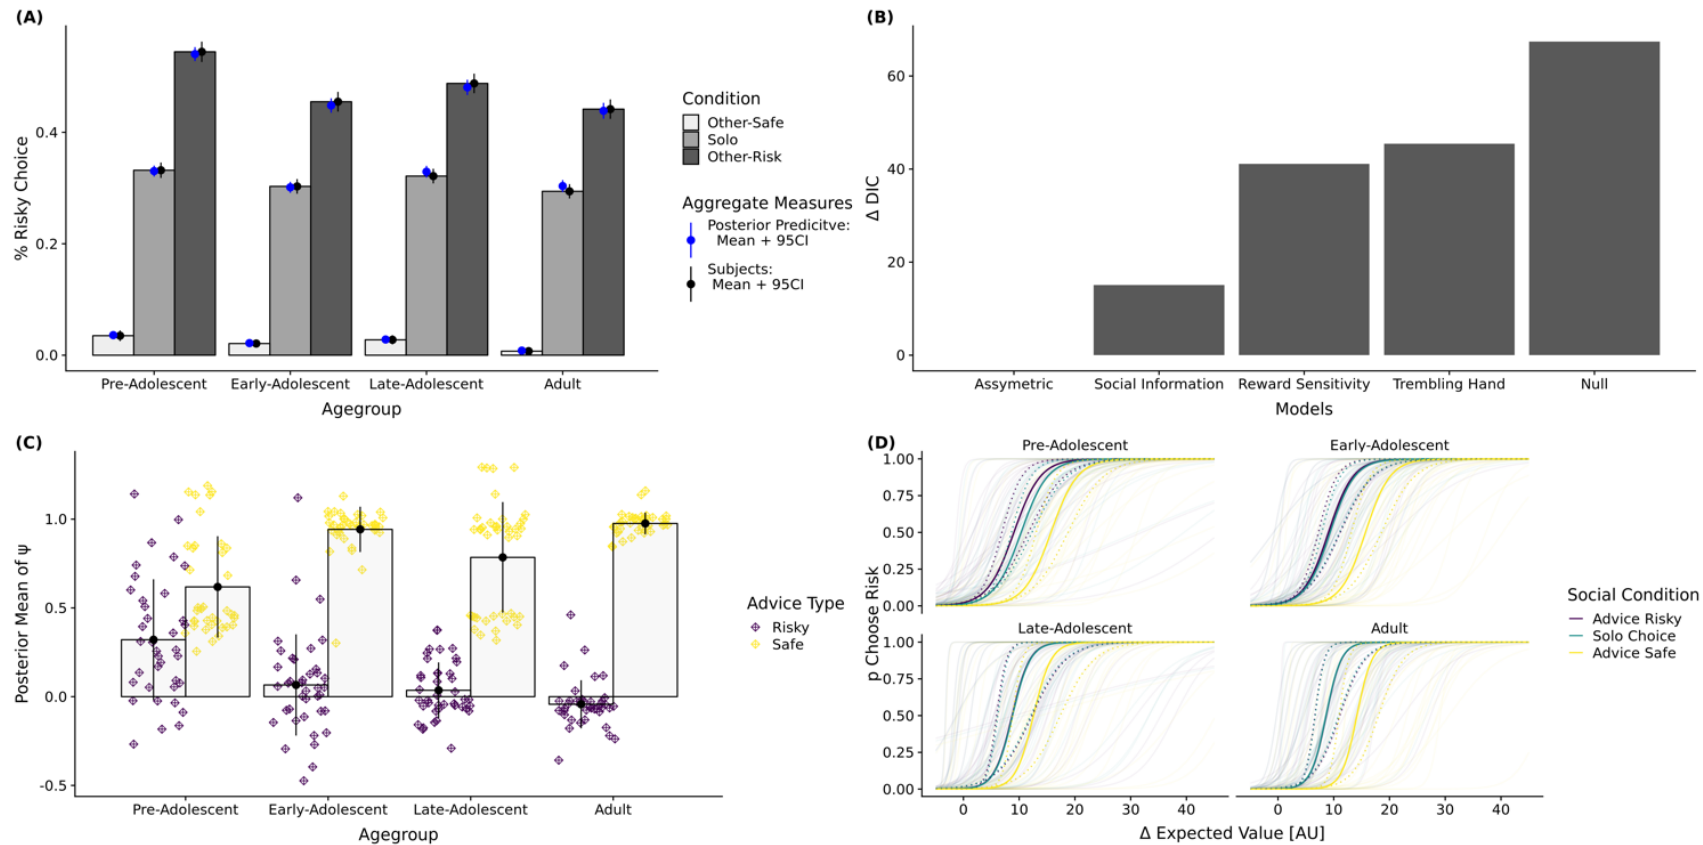 (A)
% Risky Choice
0.4
0.2
0.0
Pre-Adolescent
Early-Adolescent
Late-Adolescent
Adult
Agegroup
Condition
Other-Safe
Solo
Other-Risk
Aggregate Measures
Posterior Predicitve:
Mean + 95CI
Subjects:
Mean + 95CI
(B)
Δ DIC
60
40
20
0
Assymetric
Social Information
Reward Sensitivity
Trembling Hand
Null
Models
(C)
Posterior Mean of ψ
1.0
0.5
0.0
-0.5
Pre-Adolescent
Early-Adolescent
Late-Adolescent
Adult
Agegroup
Advice Type
Risky
Safe
(D)
p Choose Risk
Pre-Adolescent
Early-Adolescent
1.00
0.75
0.50
0.25
0.00
Late-Adolescent
Adult
1.00
0.75
0.50
0.25
0.00
0
10
20
30
40
0
10
20
30
40
Δ Expected Value [AU]
Social Condition
Advice Risky
Solo Choice
Advice Safe